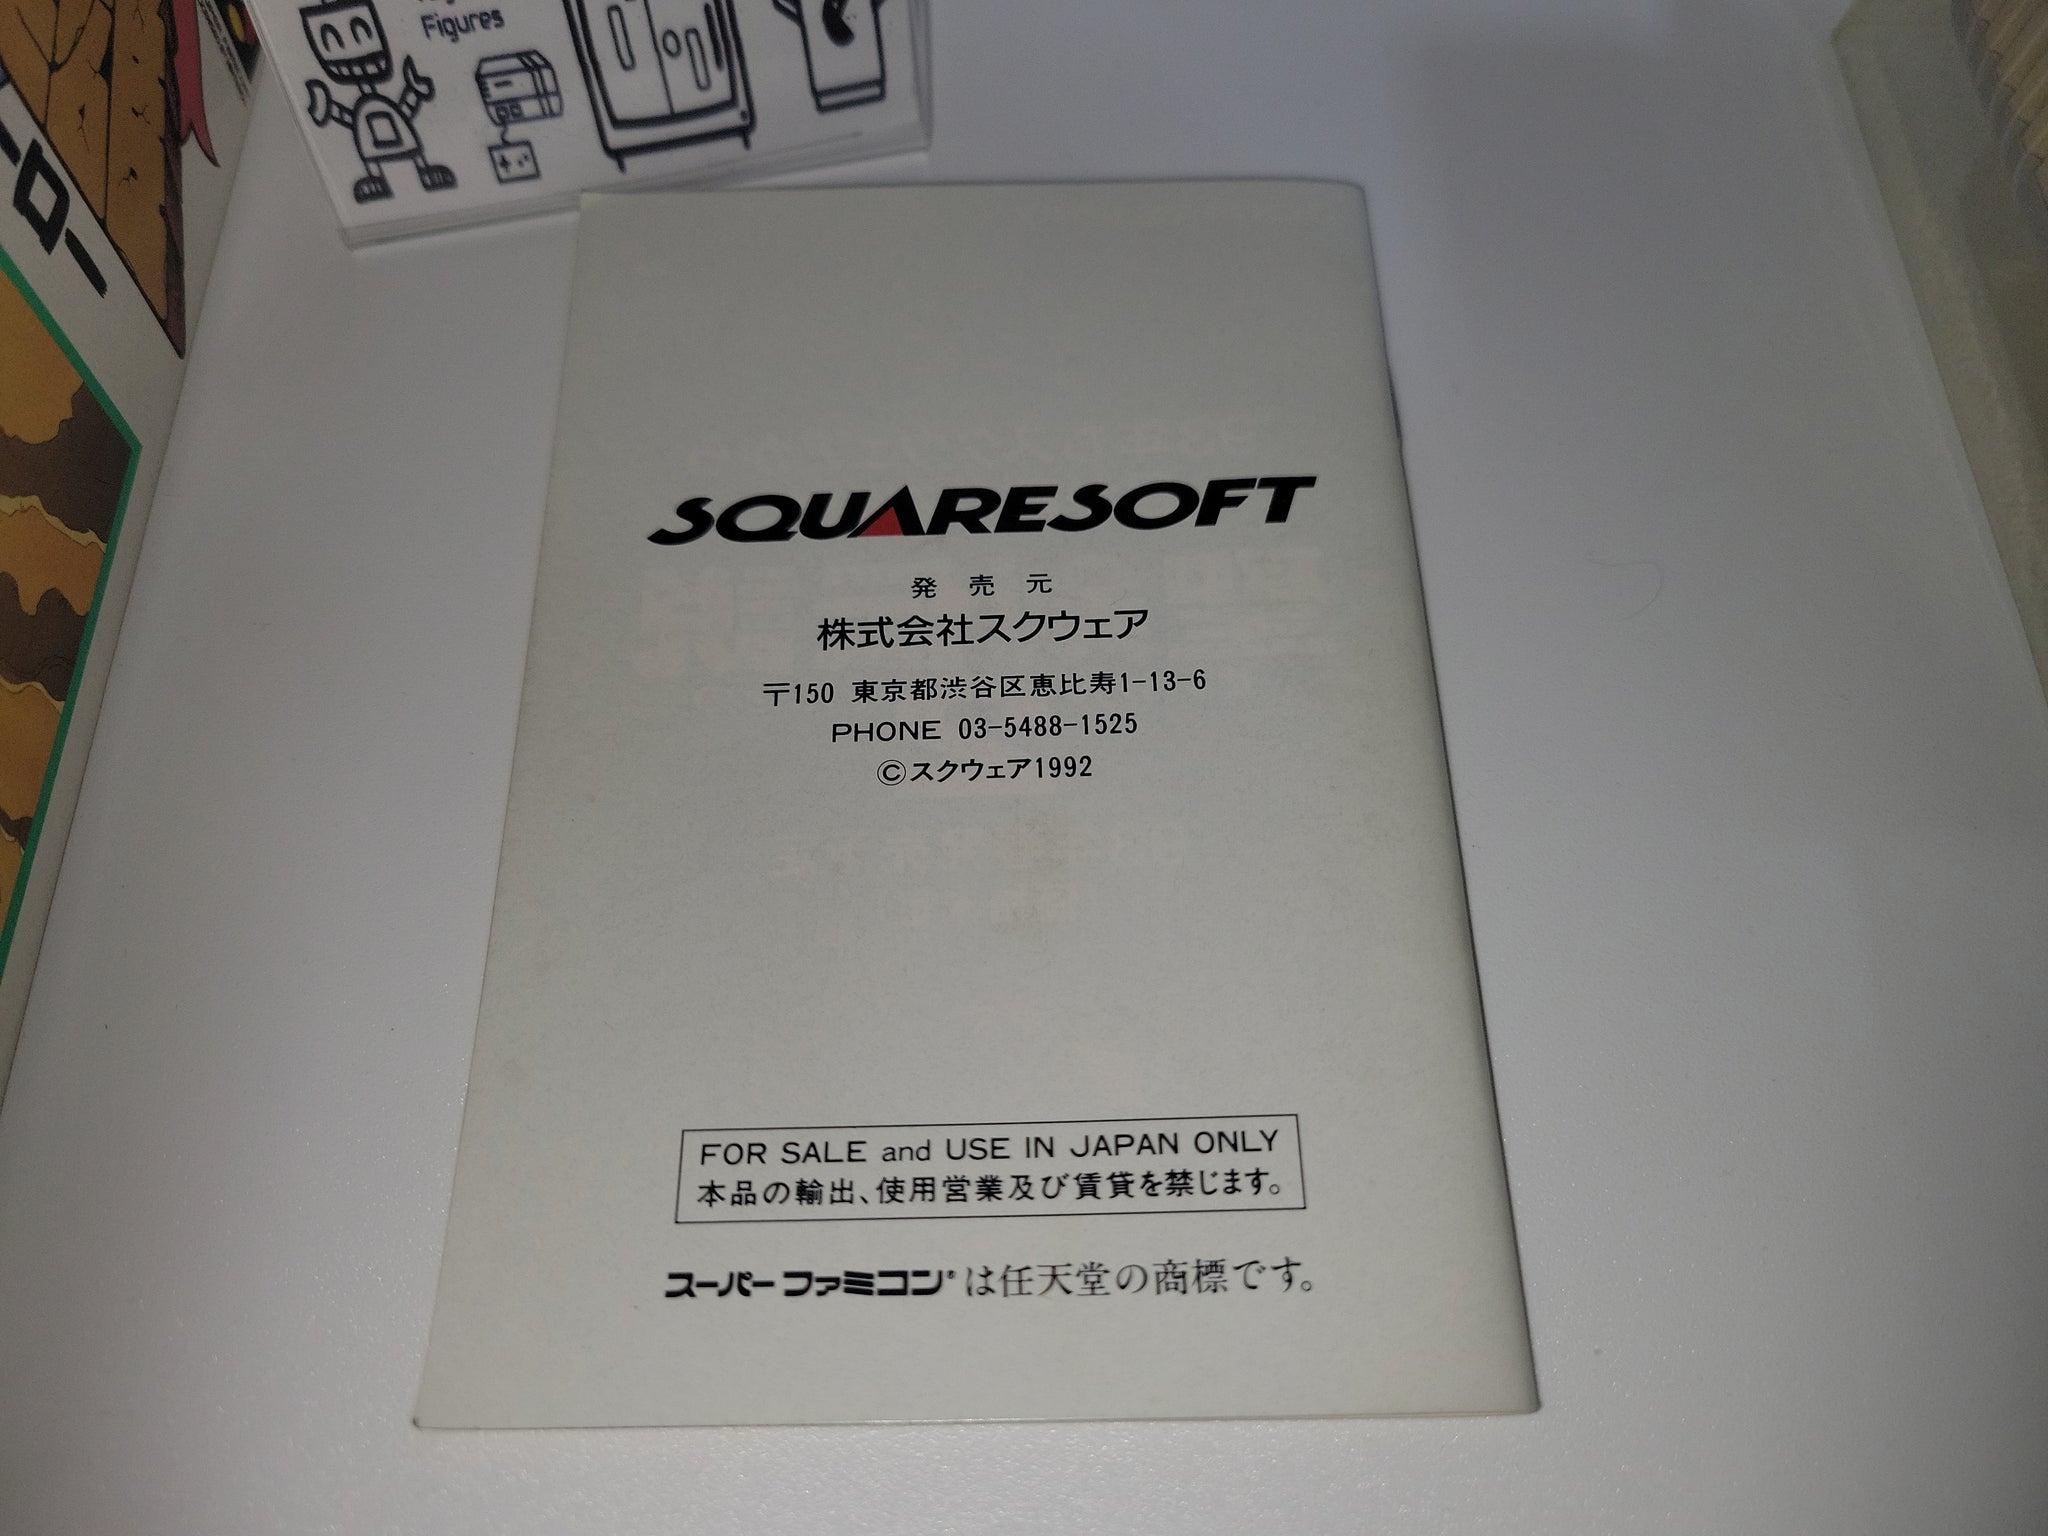 Figures
SQUARESOFT
発売元
株式会社スクウェア
〒150 東京都渋谷区恵比寿1-13-6
PHONE 03-5488-1525
©スクウェア1992
FOR SALE and USE IN JAPAN ONLY
本品の輸出、使用営業及び賃貸を禁じます。
スーパーファミコン®は任天堂の商標です。